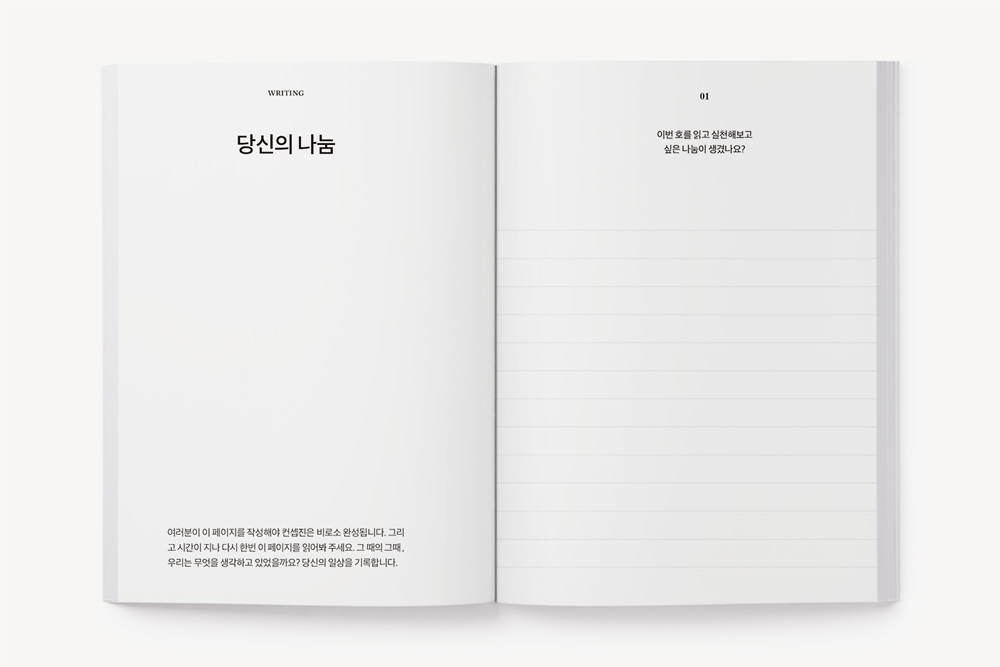 WRITING
당신의 나눔
여러분이 이 페이지를 작성해야 컨셉진은 비로소 완성됩니다. 그리
고 시간이 지나 다시 한번 이 페이지를 읽어봐 주세요. 그 때의 그때,
우리는 무엇을 생각하고 있었을까요? 당신의 일상을 기록합니다.
01
이번 호를 읽고 실천해보고
싶은 나눔이 생겼나요?